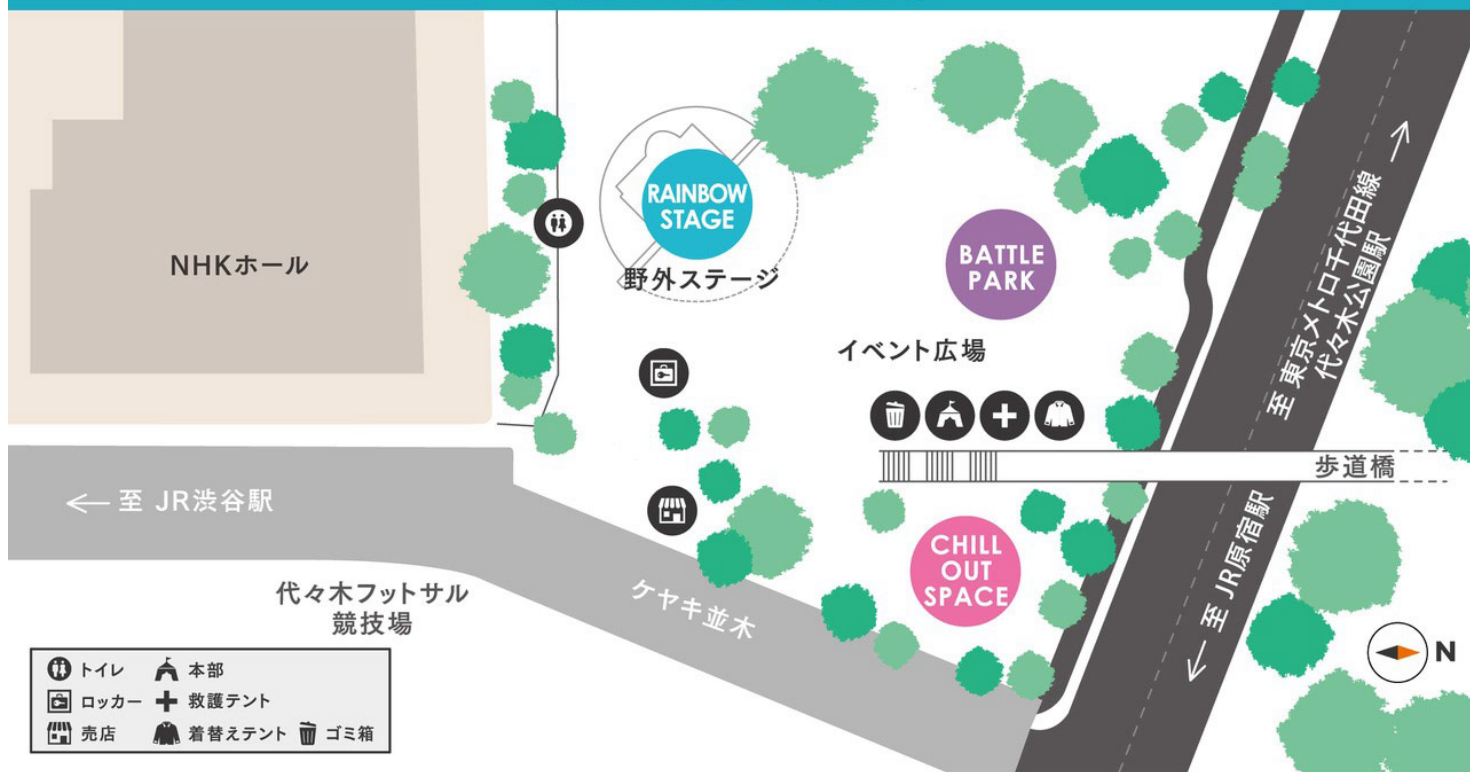 RAINBOW
STAGE
野外ステージ
NHKホール
BATTLE
PARK
イベント広場
至 東京メトロ千代田線
代々木公園駅
歩道橋
← 至 JR渋谷駅
CHILL
OUT
SPACE
← 至 JR原宿駅
ケヤキ並木
代々木フットサル
競技場
N
トイレ 本部
ロッカー 救護テント
売店 着替えテント ゴミ箱